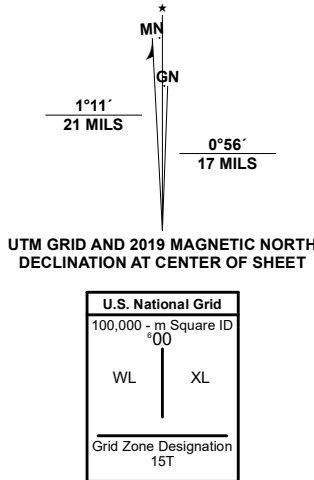 MN
GN
1°11´
21 MILS
0°56´
17 MILS
UTM GRID AND 2019 MAGNETIC NORTH
DECLINATION AT CENTER OF SHEET
U.S. National Grid
100,000 - m Square ID
⁶00
WL XL
Grid Zone Designation
15T